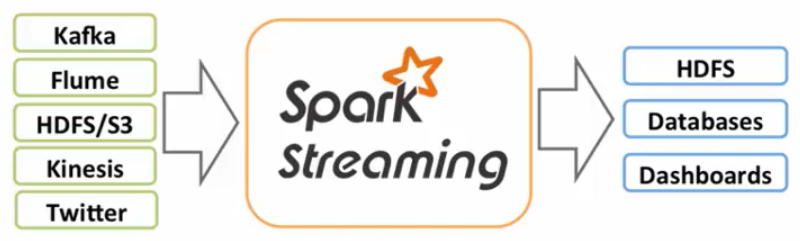 Kafka
Flume
HDFS/S3
Kinesis
Twitter
Spark
Streaming
HDFS
Databases
Dashboards